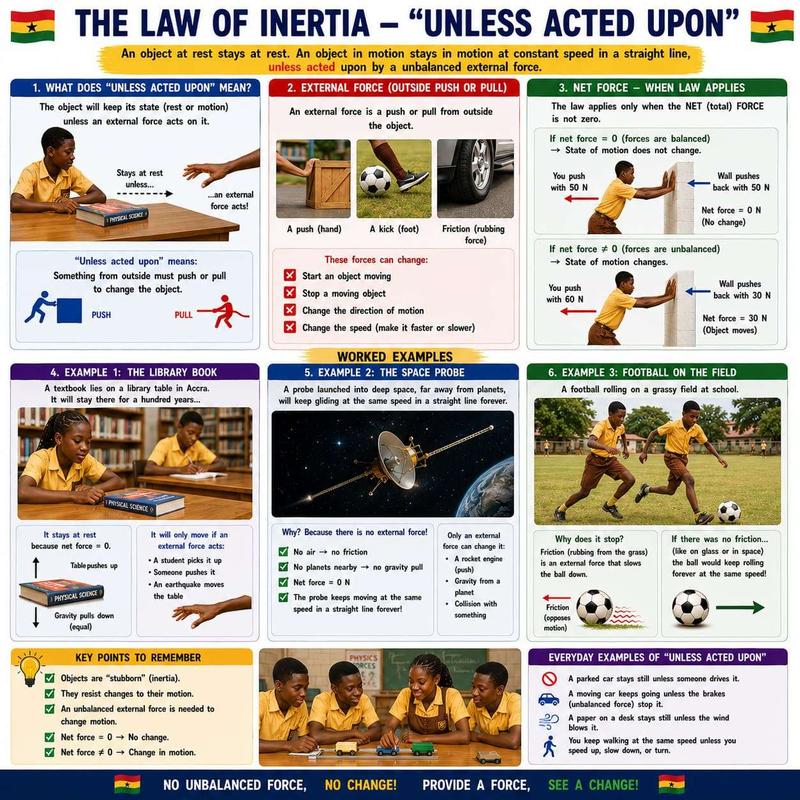 THE LAW OF INERTIA – “UNLESS ACTED UPON”
An object at rest stays at rest. An object in motion stays in motion at constant speed in a straight line,
unless acted upon by a unbalanced external force.
1. WHAT DOES “UNLESS ACTED UPON” MEAN?
The object will keep its state (rest or motion)
unless an external force acts on it.
Stays at rest
unless...
...an external
force acts!
PHYSICAL SCIENCE
“Unless acted upon” means:
Something from outside must push or pull
to change the object.
PUSH
PULL
2. EXTERNAL FORCE (OUTSIDE PUSH OR PULL)
An external force is a push or pull from outside
the object.
A push (hand)
A kick (foot)
Friction (rubbing
force)
These forces can change:
Start an object moving
Stop a moving object
Change the direction of motion
Change the speed (make it faster or slower)
3. NET FORCE – WHEN LAW APPLIES
The law applies only when the NET (total) FORCE
is not zero.
If net force = 0 (forces are balanced)
→ State of motion does not change.
You push
with 50 N
Wall pushes
back with 50 N
Net force = 0 N
(No change)
If net force ≠ 0 (forces are unbalanced)
→ State of motion changes.
You push
with 60 N
Wall pushes
back with 30 N
Net force = 30 N
(Object moves)
WORKED EXAMPLES
4. EXAMPLE 1: THE LIBRARY BOOK
A textbook lies on a library table in Accra.
It will stay there for a hundred years...
PHYSICAL SCIENCE
It stays at rest
because net force = 0.
Table pushes up
PHYSICAL SCIENCE
Gravity pulls down
(equal)
It will only move if an
external force acts:
• A student picks it up
• Someone pushes it
• An earthquake moves
the table
5. EXAMPLE 2: THE SPACE PROBE
A probe launched into deep space, far away from planets,
will keep gliding at the same speed in a straight line forever.
Why? Because there is no external force!
No air → no friction
No planets nearby → no gravity pull
Net force = 0 N
The probe keeps moving at the same
speed in a straight line forever!
Only an external
force can change it:
• A rocket engine
(push)
• Gravity from a
planet
• Collision with
something
6. EXAMPLE 3: FOOTBALL ON THE FIELD
A football rolling on a grassy field at school.
Why does it stop?
Friction (rubbing from the grass)
is an external force that slows
the ball down.
Friction
(opposes
motion)
If there was no friction...
(like on glass or in space)
the ball would keep rolling
forever at the same speed!
KEY POINTS TO REMEMBER
Objects are “stubborn” (inertia).
They resist changes to their motion.
An unbalanced external force is needed to
change motion.
Net force = 0 → No change.
Net force ≠ 0 → Change in motion.
PHYSICS
FORCES
EVERYDAY EXAMPLES OF “UNLESS ACTED UPON”
A parked car stays still unless someone drives it.
A moving car keeps going unless the brakes
(unbalanced force) stop it.
A paper on a desk stays still unless the wind
blows it.
You keep walking at the same speed unless you
speed up, slow down, or turn.
NO UNBALANCED FORCE, NO CHANGE! PROVIDE A FORCE, SEE A CHANGE!